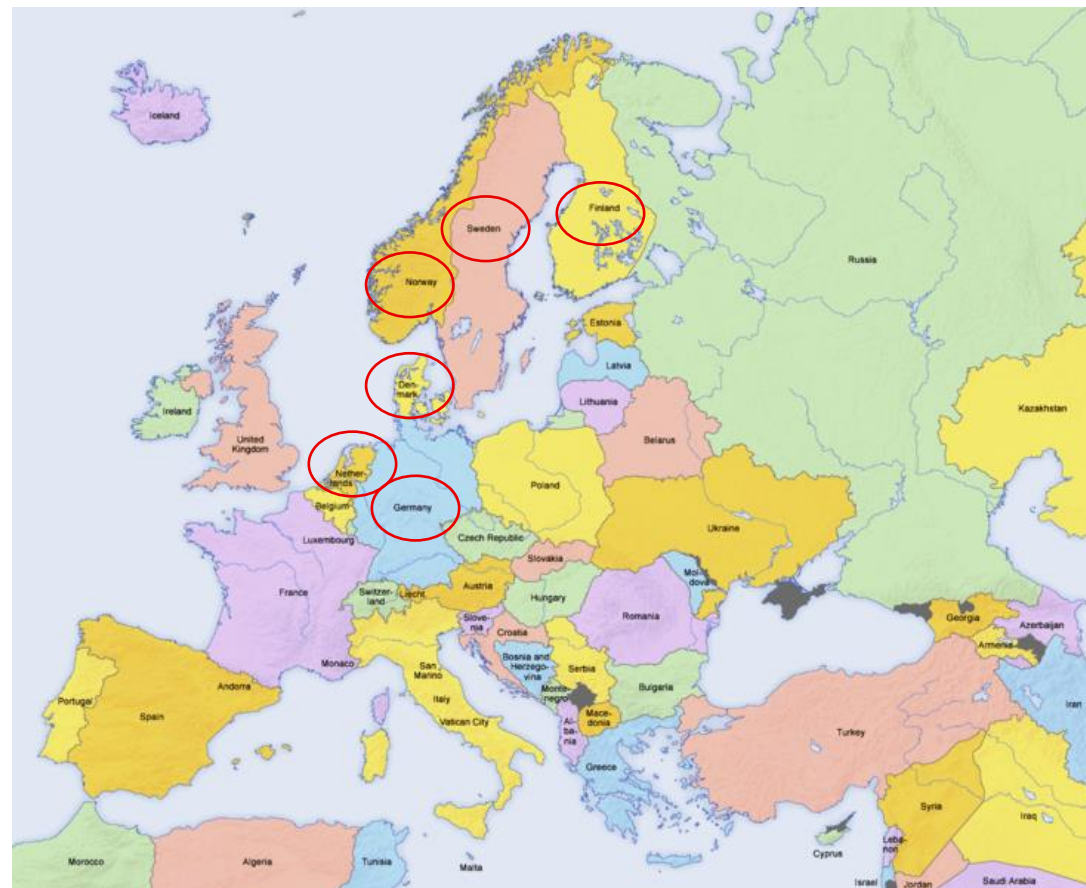 Iceland
Finland
Sweden
Russia
Norway
Estonia
Latvia
Den-
mark
Lithuania
Kazakhstan
Ireland
United
Kingdom
Belarus
Nether-
lands
Poland
Belgium
Germany
Ukraine
Luxembourg
Czech Republic
Slovakia
Mol-
dova
France
Switzer-
land
Liecht.
Austria
Hungary
Romania
Slove-
nia
Croatia
Georgia
Azerbaijan
Armenia
Monaco
San
Marino
Bosnia and
Herzego-
vina
Serbia
Andorra
Monte-
negro
Bulgaria
Portugal
Spain
Italy
Vatican City
Al-
ba-
nia
Mace-
donia
Iran
Turkey
Greece
Syria
Iraq
Morocco
Algeria
Tunisia
Malta
Cyprus
Leba-
non
Israel
Jordan
Saudi Arabia